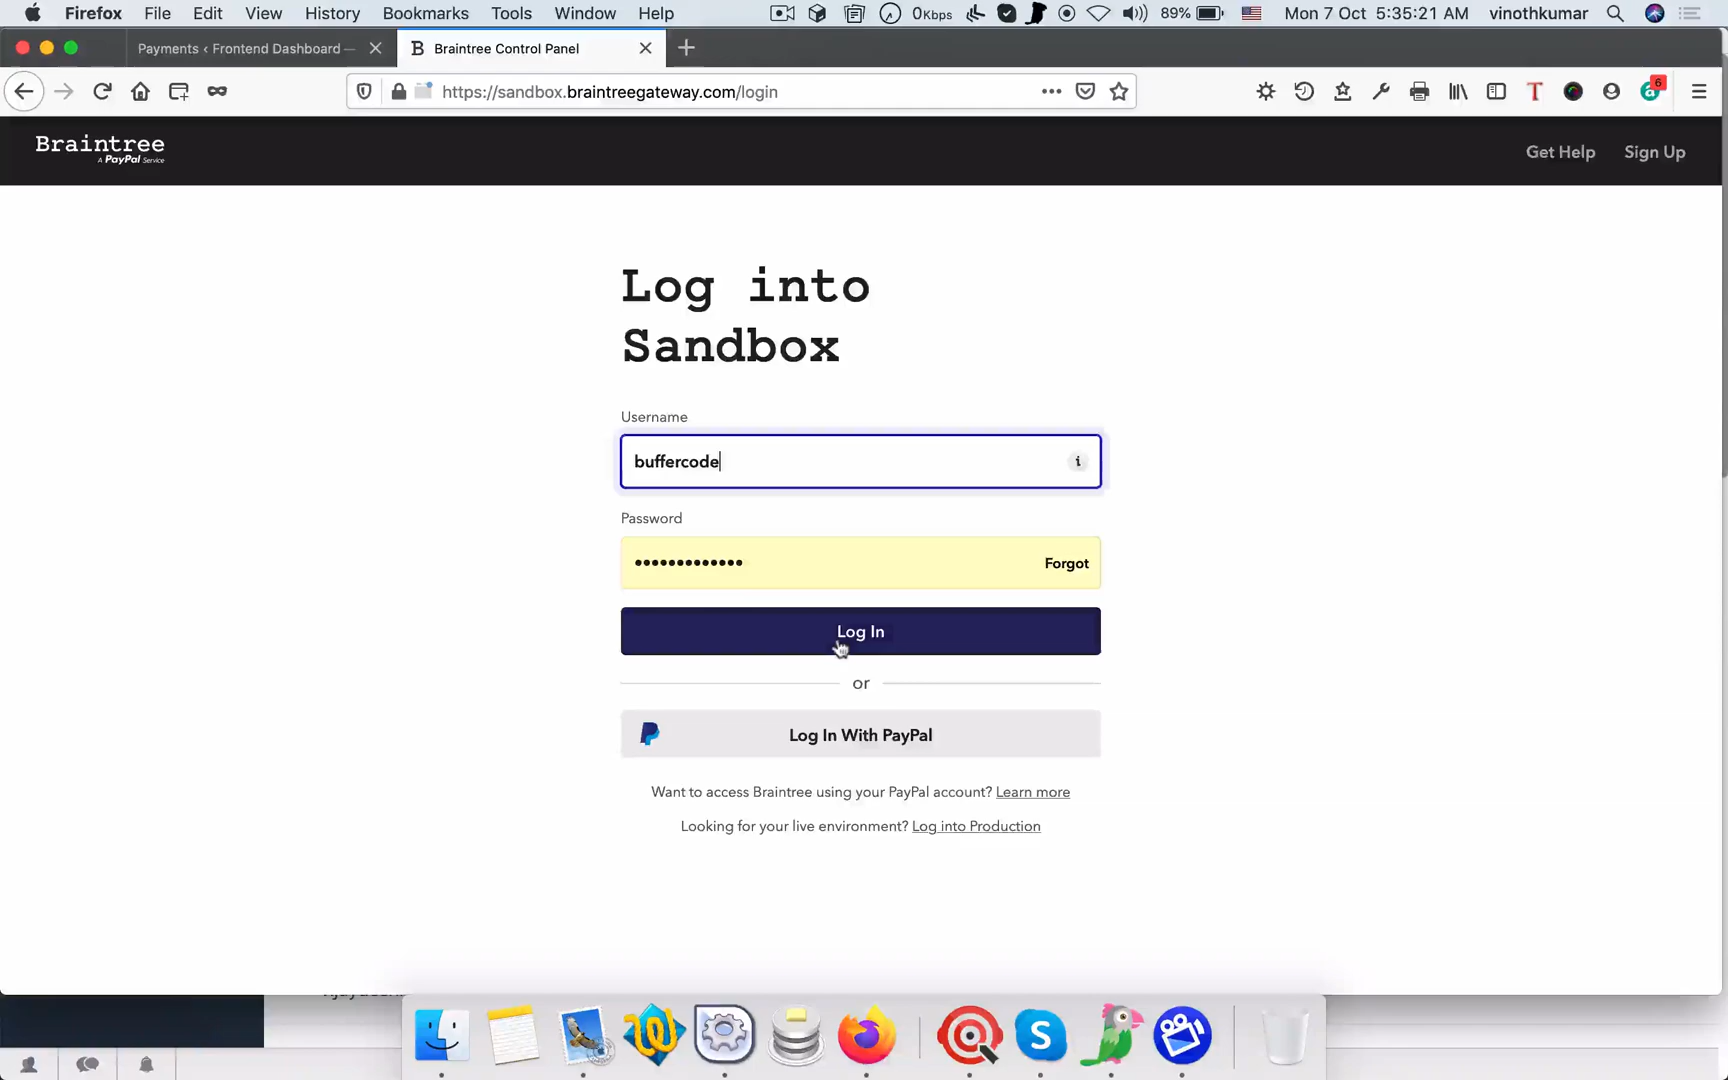 Firefox File Edit View History Bookmarks Tools Window Help 0Kbps 89% Mon 7 Oct 5:35:21 AM vinothkumar
Payments ‹ Frontend Dashboard —
B Braintree Control Panel
https://sandbox.braintreegateway.com/login
T
a
6
Braintree
A PayPal Service
Get Help
Sign Up
Log into
Sandbox
Username
buffercode
i
Password
•••••••••••••
Forgot
Log In
or
Log In With PayPal
Want to access Braintree using your PayPal account? Learn more
Looking for your live environment? Log into Production